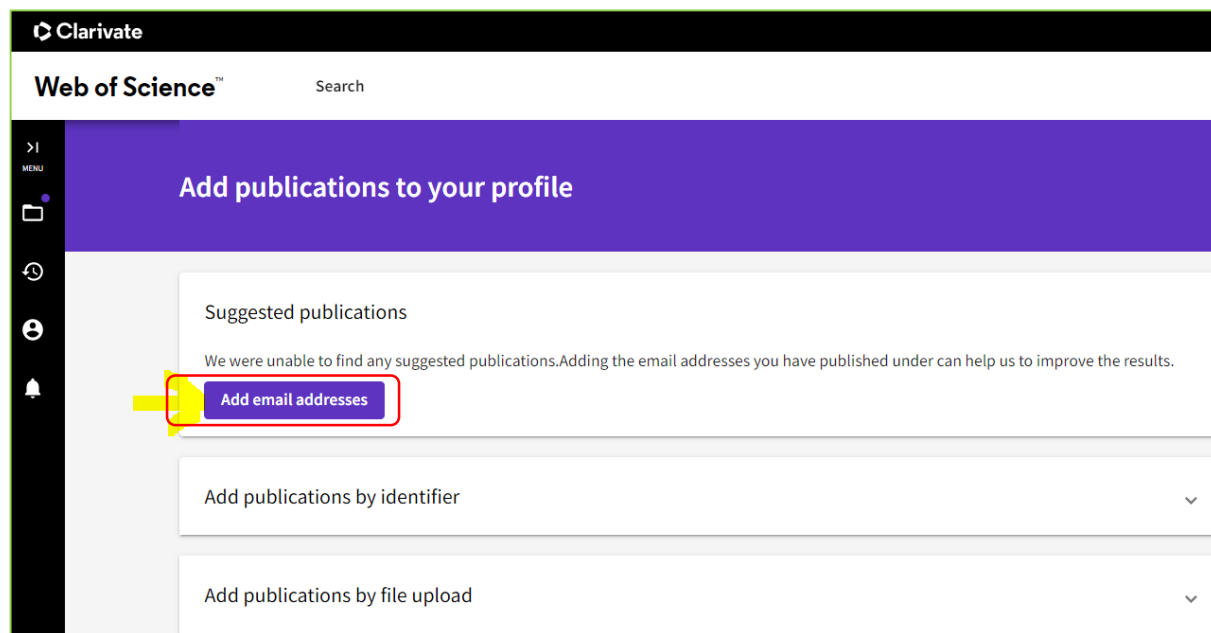 Clarivate
Web of Science™
Search
MENU
Add publications to your profile
Suggested publications
We were unable to find any suggested publications.Adding the email addresses you have published under can help us to improve the results.
Add email addresses
Add publications by identifier
Add publications by file upload